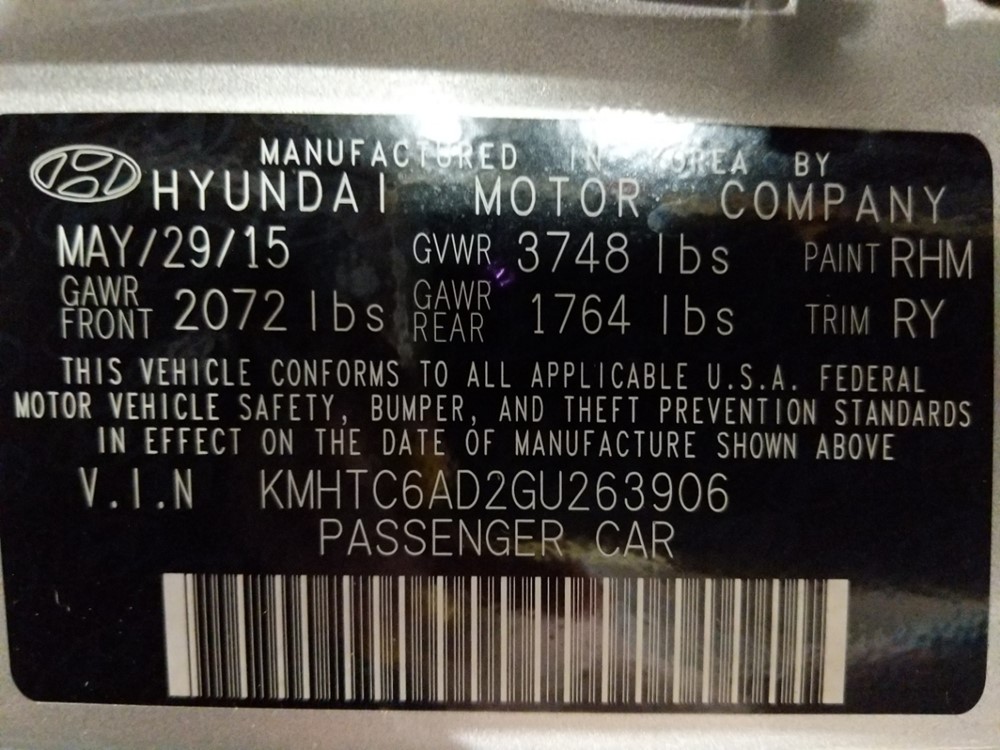 MANUFACTURED IN KOREA BY
HYUNDAI MOTOR COMPANY
MAY/29/15 GVWR 3748 lbs PAINT RHM
GAWR FRONT 2072 lbs GAWR REAR 1764 lbs TRIM RY
THIS VEHICLE CONFORMS TO ALL APPLICABLE U.S.A. FEDERAL
MOTOR VEHICLE SAFETY, BUMPER, AND THEFT PREVENTION STANDARDS
IN EFFECT ON THE DATE OF MANUFACTURE SHOWN ABOVE
V.I.N KMHTC6AD2GU263906
PASSENGER CAR